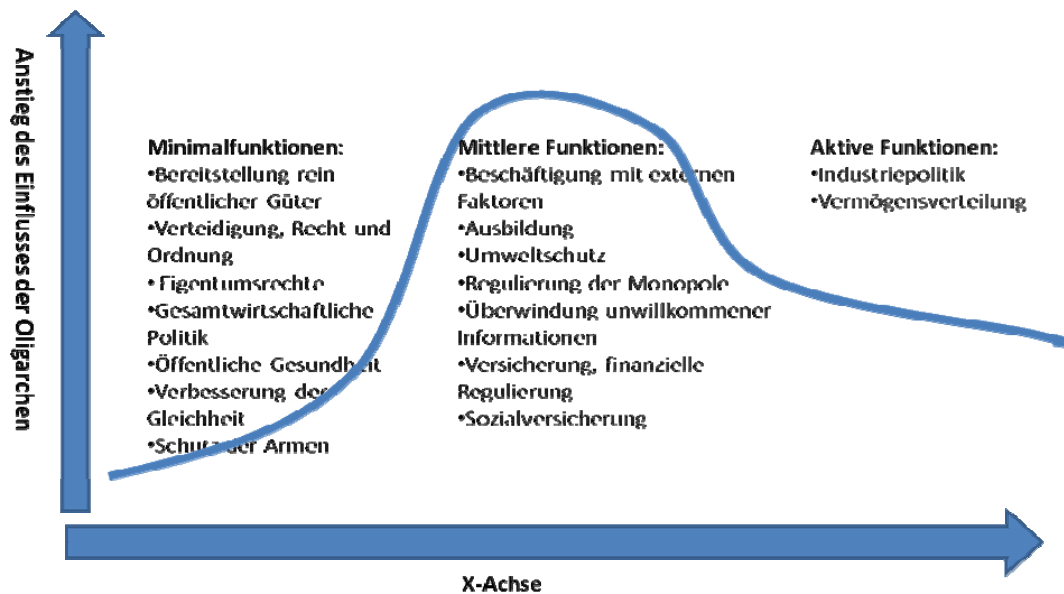 Anstieg des Einflusses der Oligarchen
Minimalfunktionen:
•Bereitstellung rein
öffentlicher Güter
•Verteidigung, Recht und
Ordnung
• Eigentumsrechte
•Gesamtwirtschaftliche
Politik
•Öffentliche Gesundheit
•Verbesserung der
Gleichheit
•Schutz der Armen
Mittlere Funktionen:
•Beschäftigung mit externen
Faktoren
•Ausbildung
•Umweltschutz
•Regulierung der Monopole
•Überwindung unwillkommener
Informationen
•Versicherung, finanzielle
Regulierung
•Sozialversicherung
Aktive Funktionen:
•Industriepolitik
•Vermögensverteilung
X-Achse